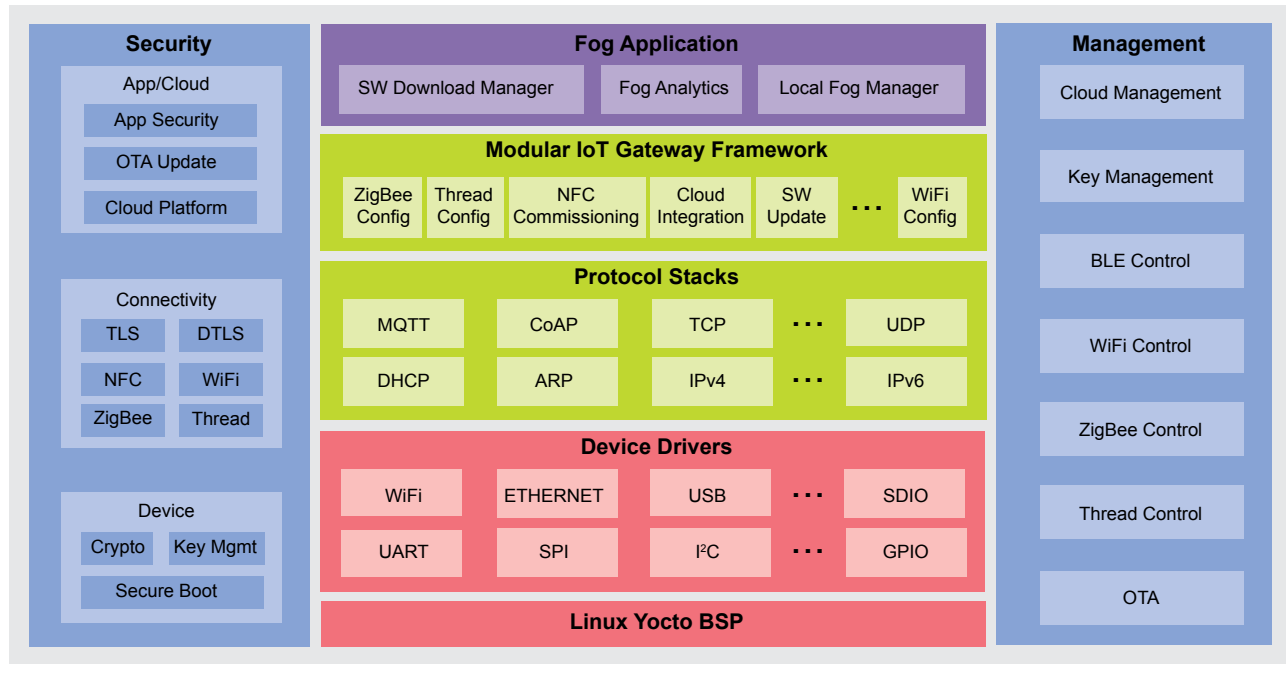 Security
App/Cloud
App Security
OTA Update
Cloud Platform
Connectivity
TLS
DTLS
NFC
WiFi
ZigBee
Thread
Device
Crypto
Key Mgmt
Secure Boot
Fog Application
SW Download Manager
Fog Analytics
Local Fog Manager
Modular IoT Gateway Framework
ZigBee
Config
Thread
Config
NFC
Commissioning
Cloud
Integration
SW
Update
...
WiFi
Config
Protocol Stacks
MQTT
CoAP
TCP
...
UDP
DHCP
ARP
IPv4
...
IPv6
Device Drivers
WiFi
ETHERNET
USB
...
SDIO
UART
SPI
I²C
...
GPIO
Linux Yocto BSP
Management
Cloud Management
Key Management
BLE Control
WiFi Control
ZigBee Control
Thread Control
OTA